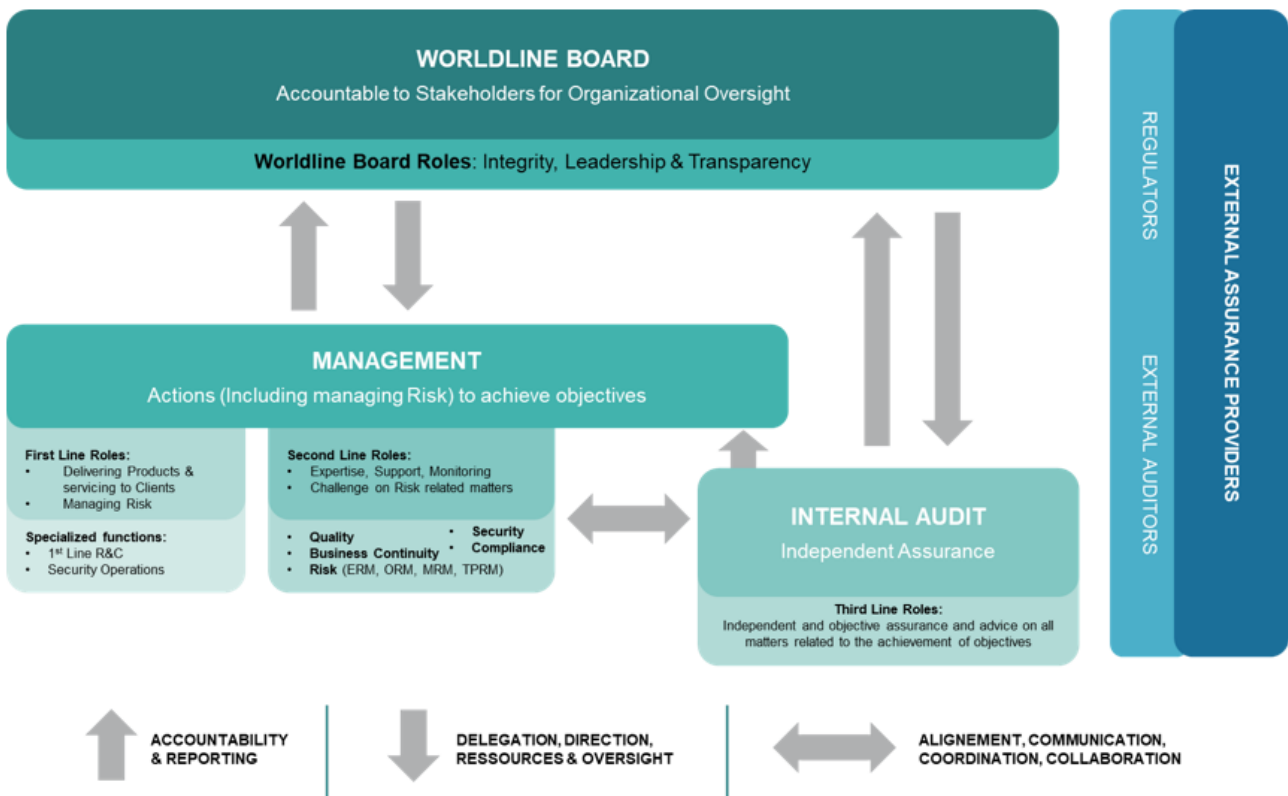 WORLDLINE BOARD
Accountable to Stakeholders for Organizational Oversight
Worldline Board Roles: Integrity, Leadership & Transparency
MANAGEMENT
Actions (Including managing Risk) to achieve objectives
First Line Roles:
• Delivering Products &
servicing to Clients
• Managing Risk
Specialized functions:
• 1st Line R&C
• Security Operations
Second Line Roles:
• Expertise, Support, Monitoring
• Challenge on Risk related matters
• Quality
• Business Continuity
• Risk (ERM, ORM, MRM, TPRM)
• Security
• Compliance
INTERNAL AUDIT
Independent Assurance
Third Line Roles:
Independent and objective assurance and advice on all
matters related to the achievement of objectives
REGULATORS
EXTERNAL AUDITORS
EXTERNAL ASSURANCE PROVIDERS
ACCOUNTABILITY
& REPORTING
DELEGATION, DIRECTION,
RESSOURCES & OVERSIGHT
ALIGNEMENT, COMMUNICATION,
COORDINATION, COLLABORATION